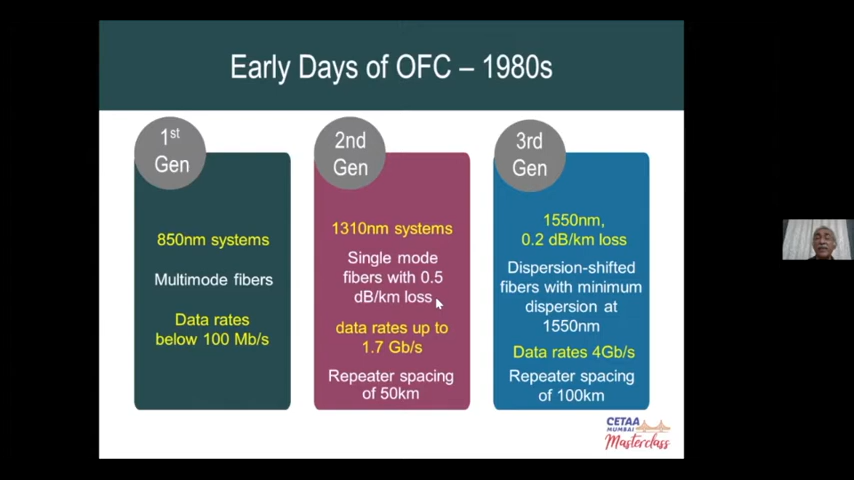 Early Days of OFC – 1980s
1st
Gen
850nm systems
Multimode fibers
Data rates
below 100 Mb/s
2nd
Gen
1310nm systems
Single mode
fibers with 0.5
dB/km loss
data rates up to
1.7 Gb/s
Repeater spacing
of 50km
3rd
Gen
1550nm,
0.2 dB/km loss
Dispersion-shifted
fibers with minimum
dispersion at
1550nm
Data rates 4Gb/s
Repeater spacing
of 100km
CETAA
MUMBAI
Masterclass